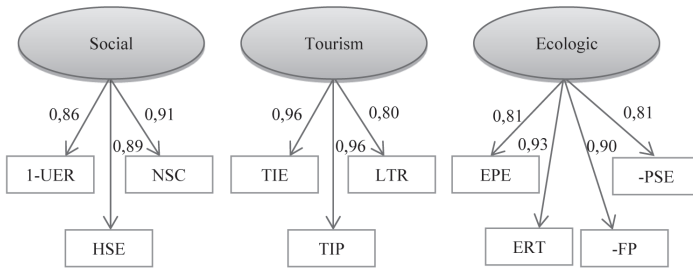 Social
Tourism
Ecologic
0,86
0,91
0,89
0,96
0,80
0,96
0,81
0,93
0,90
0,81
1-UER
NSC
TIE
LTR
EPE
-PSE
HSE
TIP
ERT
-FP